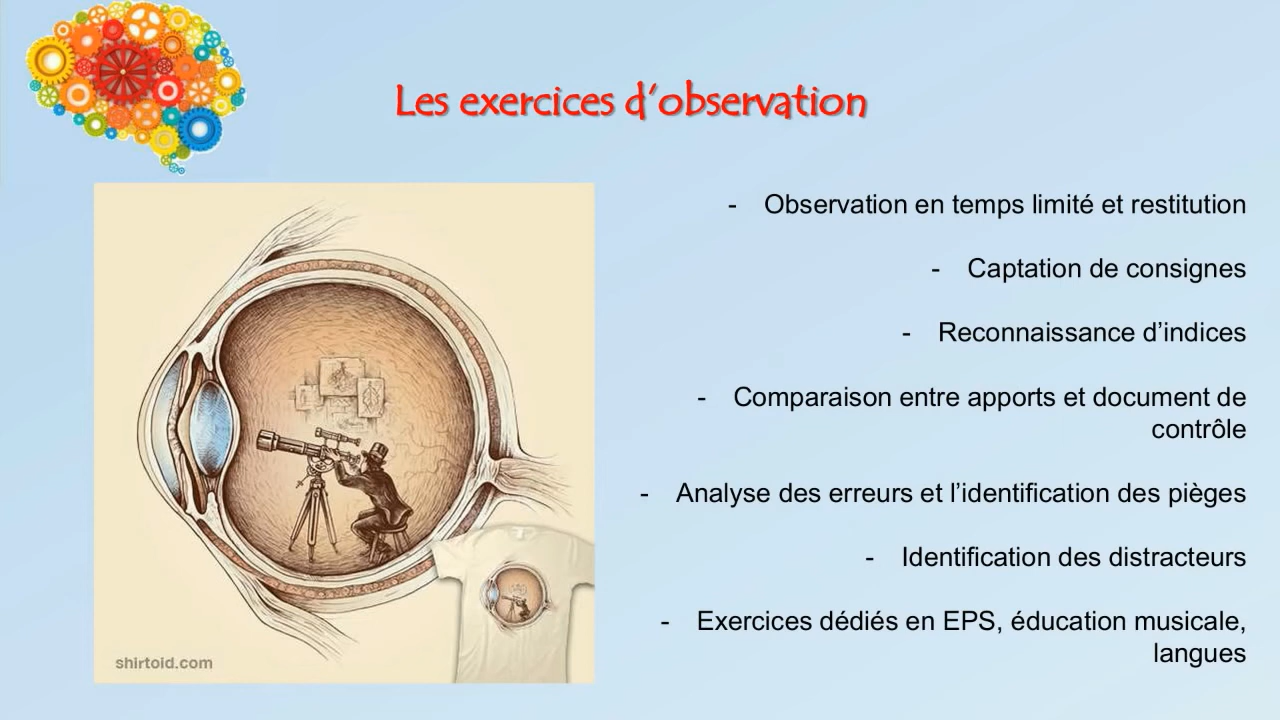 Les exercices d’observation
- Observation en temps limité et restitution
- Captation de consignes
- Reconnaissance d’indices
- Comparaison entre apports et document de
contrôle
- Analyse des erreurs et l’identification des pièges
- Identification des distracteurs
- Exercices dédiés en EPS, éducation musicale,
langues
shirtoid.com